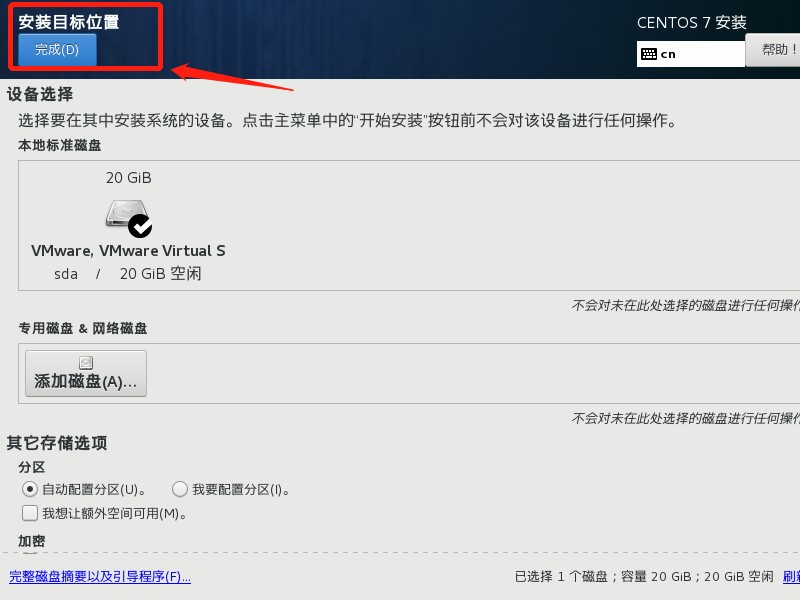 安装目标位置
CENTOS 7 安装
完成(D)
cn
帮助！
设备选择
选择要在其中安装系统的设备。点击主菜单中的“开始安装”按钮前不会对该设备进行任何操作。
本地标准磁盘
20 GiB
VMware, VMware Virtual S
sda / 20 GiB 空闲
不会对未在此处选择的磁盘进行任何操作
专用磁盘 & 网络磁盘
添加磁盘(A)...
不会对未在此处选择的磁盘进行任何操作
其它存储选项
分区
自动配置分区(U)。 我要配置分区(I)。
我想让额外空间可用(M)。
加密
完整磁盘摘要以及引导程序(F)...
已选择 1 个磁盘；容量 20 GiB；20 GiB 空闲 刷新